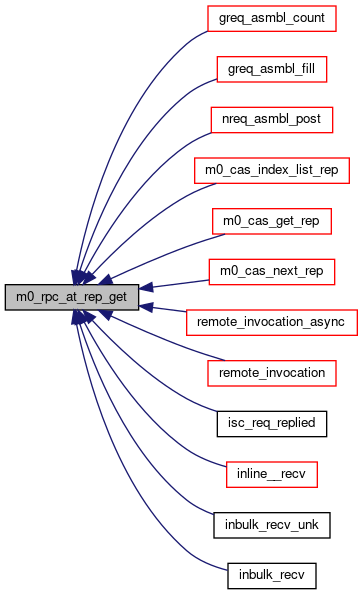 greq_asmbl_count
greq_asmbl_fill
nreq_asmbl_post
m0_cas_index_list_rep
m0_cas_get_rep
m0_cas_next_rep
m0_rpc_at_rep_get
remote_invocation_async
remote_invocation
isc_req_replied
inline__recv
inbulk_recv_unk
inbulk_recv